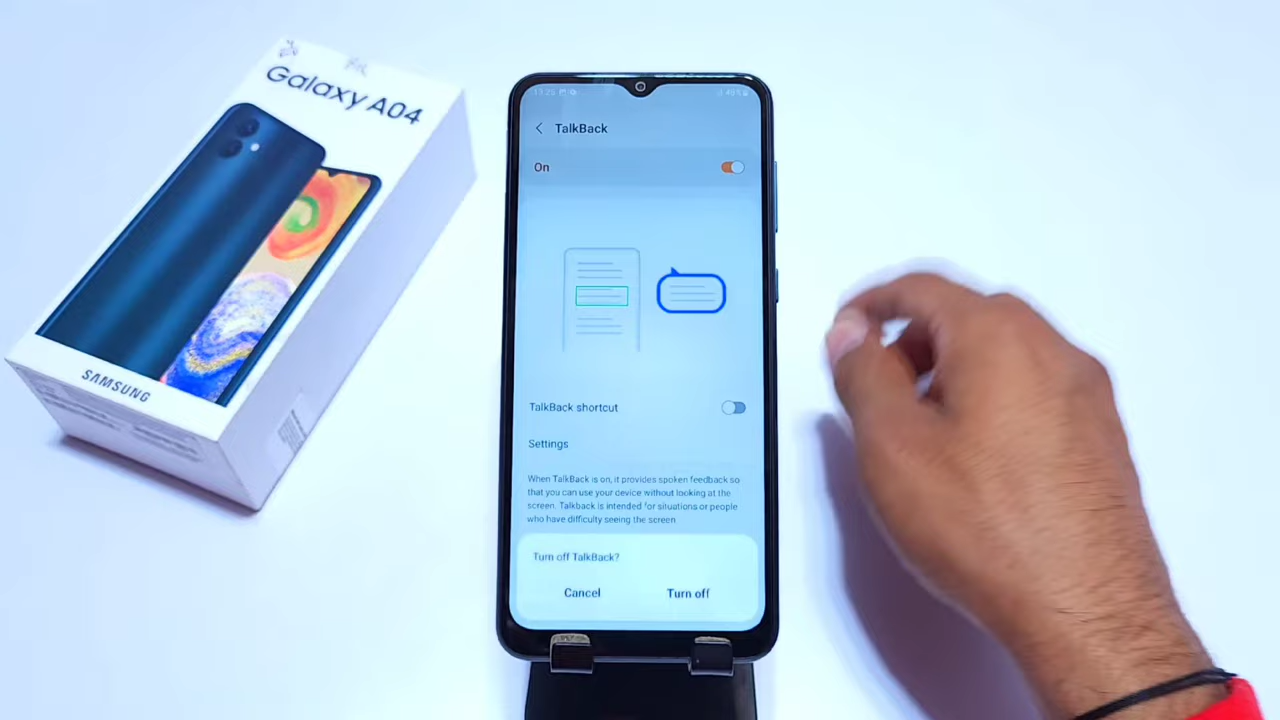 Galaxy A04
SAMSUNG
TalkBack
On
TalkBack shortcut
Settings
When TalkBack is on, it provides spoken feedback so
that you can use your device without looking at the
screen. Talkback is intended for situations or people
who have difficulty seeing the screen
Turn off TalkBack?
Cancel
Turn off